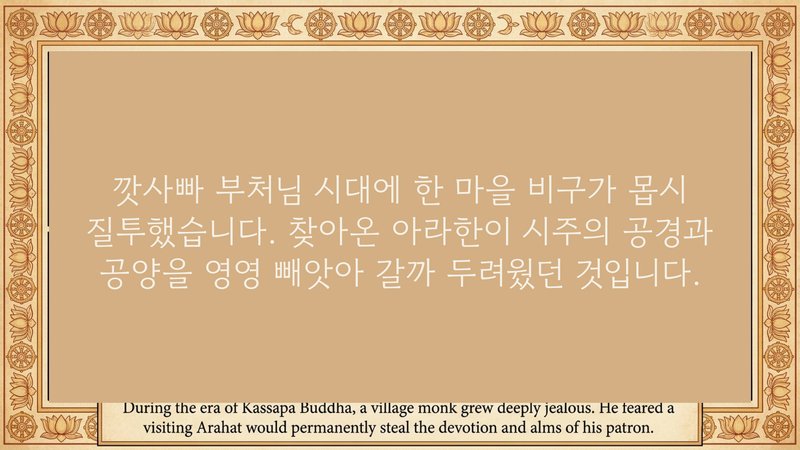 깟사빠 부처님 시대에 한 마을 비구가 몹시
질투했습니다. 찾아온 아라한이 시주의 공경과
공양을 영영 빼앗아 갈까 두려웠던 것입니다.
During the era of Kassapa Buddha, a village monk grew deeply jealous. He feared a
visiting Arahat would permanently steal the devotion and alms of his patron.